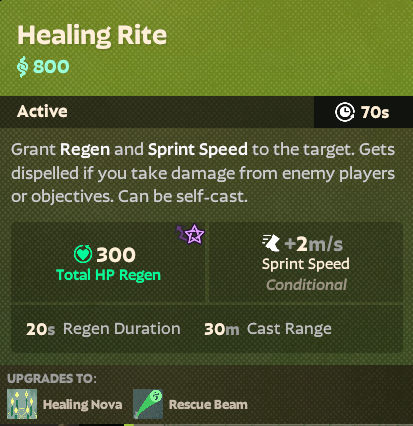 Healing Rite
800
Active 70s
Grant Regen and Sprint Speed to the target. Gets
dispelled if you take damage from enemy players
or objectives. Can be self-cast.
300
Total HP Regen
+2m/s
Sprint Speed
Conditional
20s Regen Duration 30m Cast Range
UPGRADES TO:
Healing Nova Rescue Beam